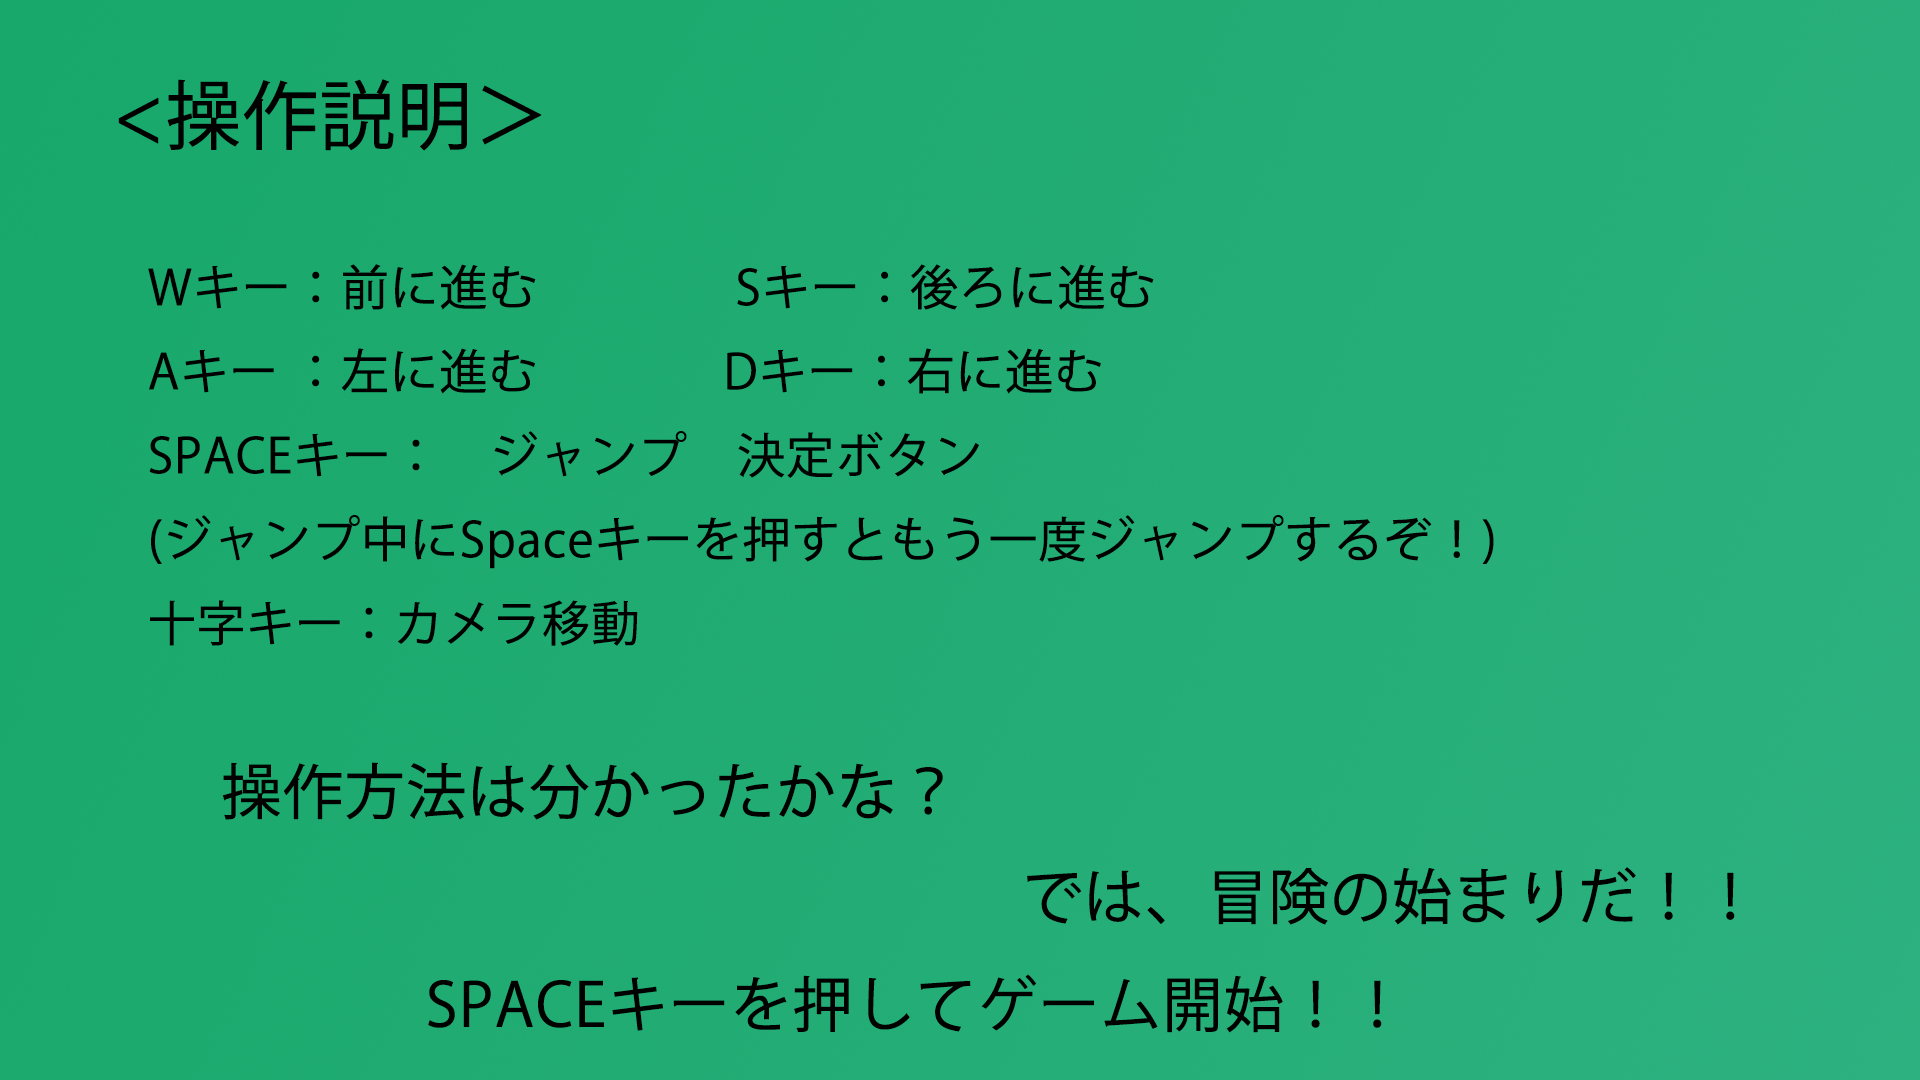 <操作説明＞
Wキー：前に進む　　　　Sキー：後ろに進む
Aキー ：左に進む　　　　Dキー：右に進む
SPACEキー：　ジャンプ　決定ボタン
(ジャンプ中にSpaceキーを押すともう一度ジャンプするぞ！)
十字キー：カメラ移動
操作方法は分かったかな？
では、冒険の始まりだ！！
SPACEキーを押してゲーム開始！！